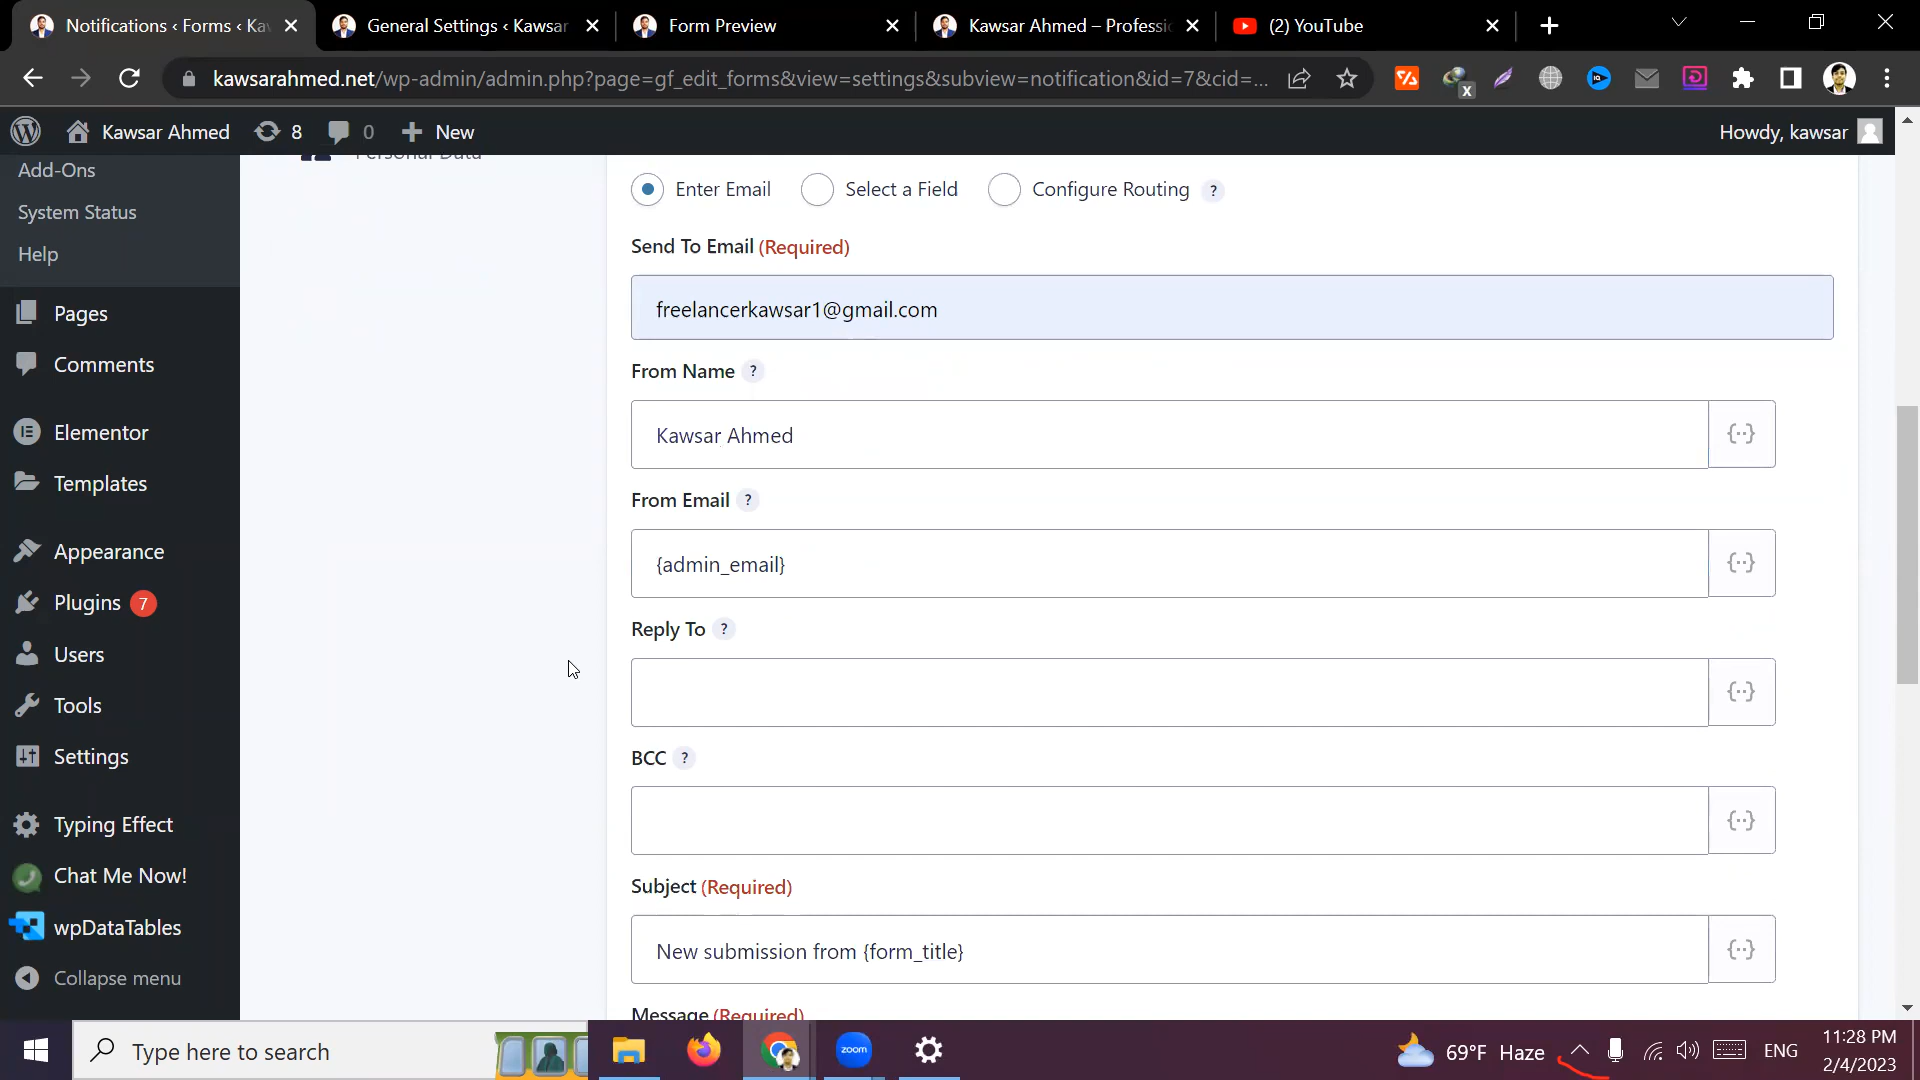 Notifications ‹ Forms ‹ Ka
General Settings ‹ Kawsar
Form Preview
Kawsar Ahmed – Professi
(2) YouTube
kawsarahmed.net/wp-admin/admin.php?page=gf_edit_forms&view=settings&subview=notification&id=7&cid=...
Kawsar Ahmed
8
0
New
Howdy, kawsar
Add-Ons
System Status
Help
Pages
Comments
Elementor
Templates
Appearance
Plugins 7
Users
Tools
Settings
Typing Effect
Chat Me Now!
wpDataTables
Collapse menu
Personal Data
Enter Email
Select a Field
Configure Routing ?
Send To Email (Required)
freelancerkawsar1@gmail.com
From Name ?
Kawsar Ahmed
From Email ?
{admin_email}
Reply To ?
BCC ?
Subject (Required)
New submission from {form_title}
Message (Required)
Type here to search
zoom
69°F Haze
ENG
11:28 PM
2/4/2023